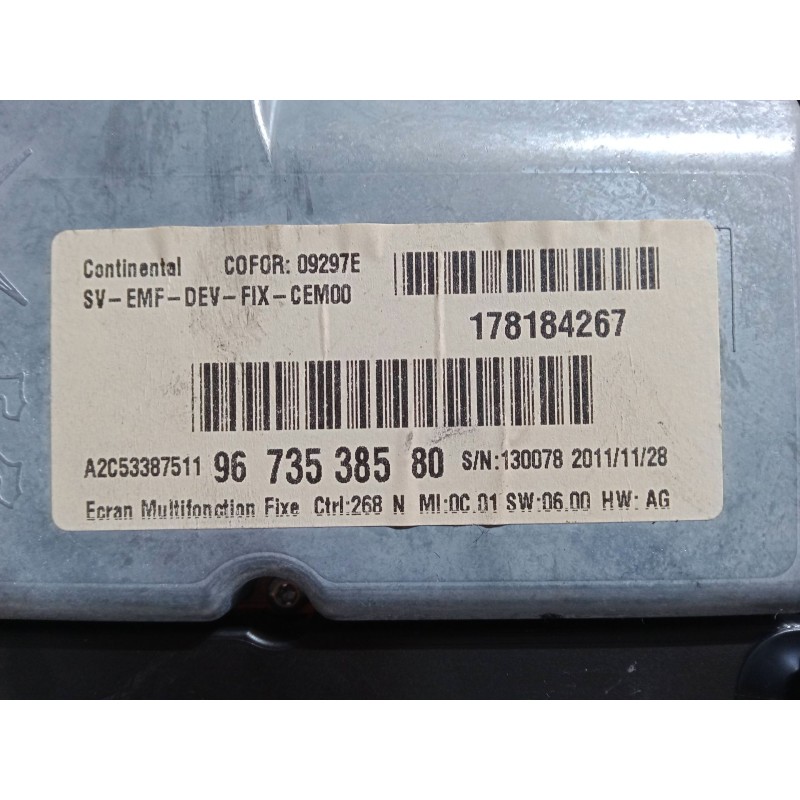 Continental COFOR: 09297E
SV-EMF-DEV-FIX-CEM00
178184267
A2C53387511 96 735 385 80 S/N:130078 2011/11/28
Ecran Multifonction Fixe Ctrl:268 N MI:0C.01 SW:06.00 HW: AG